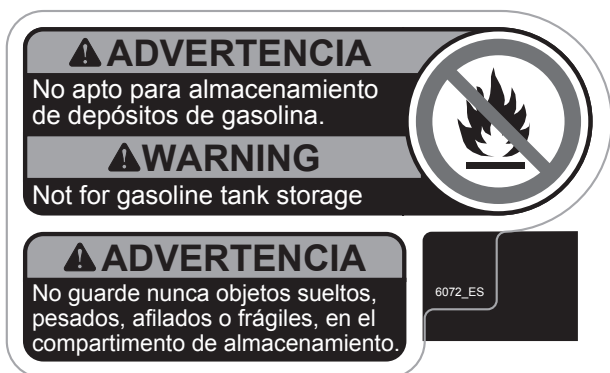 ADVERTENCIA
No apto para almacenamiento
de depósitos de gasolina.
WARNING
Not for gasoline tank storage
ADVERTENCIA
No guarde nunca objetos sueltos,
pesados, afilados o frágiles, en el
compartimento de almacenamiento.
6072_ES